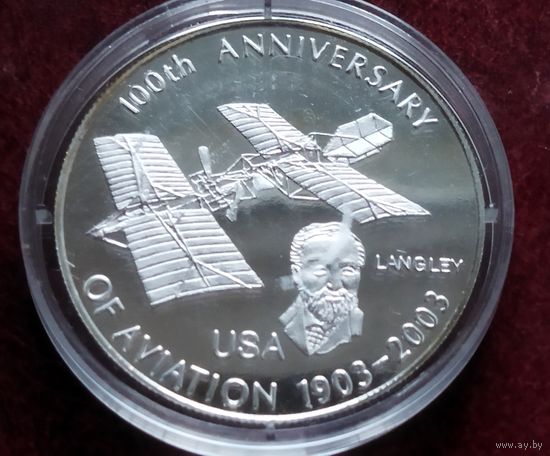 100th ANNIVERSARY
LANGLEY
USA
OF AVIATION 1903-2003
www.ay.by